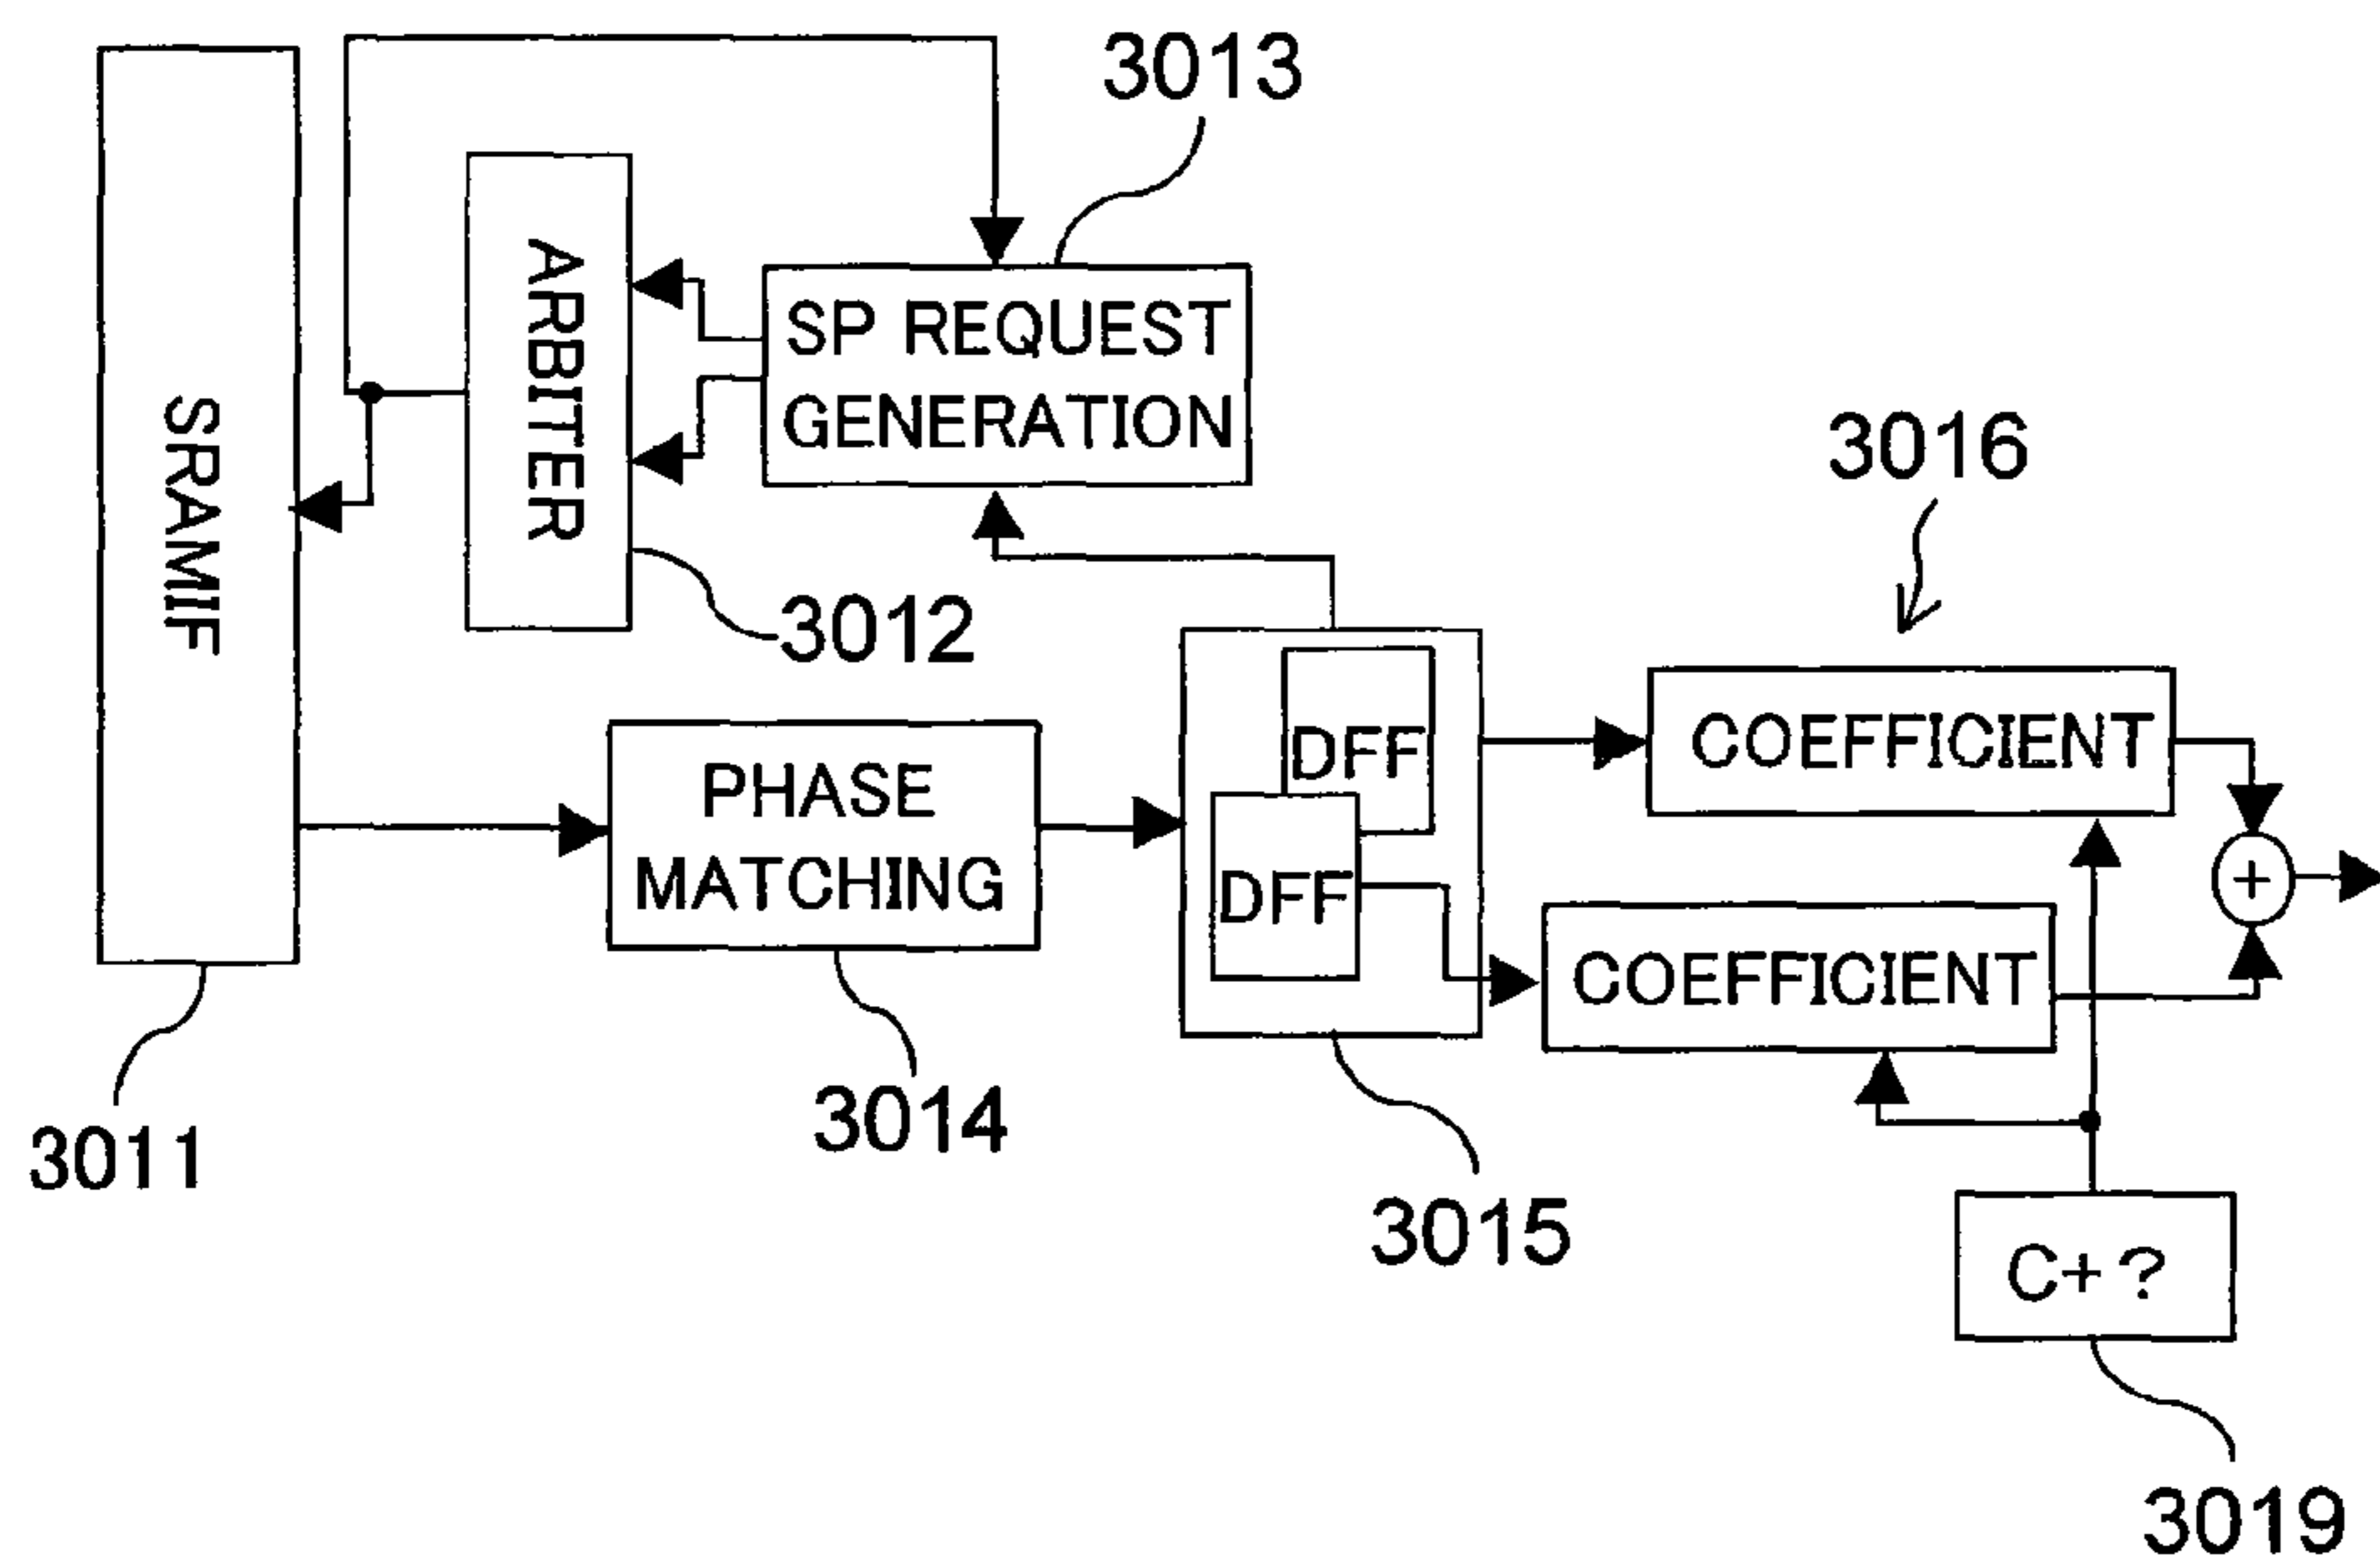 3013
SRAMIF
ARBITER
SP REQUEST
GENERATION
3016
3012
DFF
COEFFICIENT
PHASE
MATCHING
DFF
+
COEFFICIENT
3011
3014
3015
C+ ?
3019